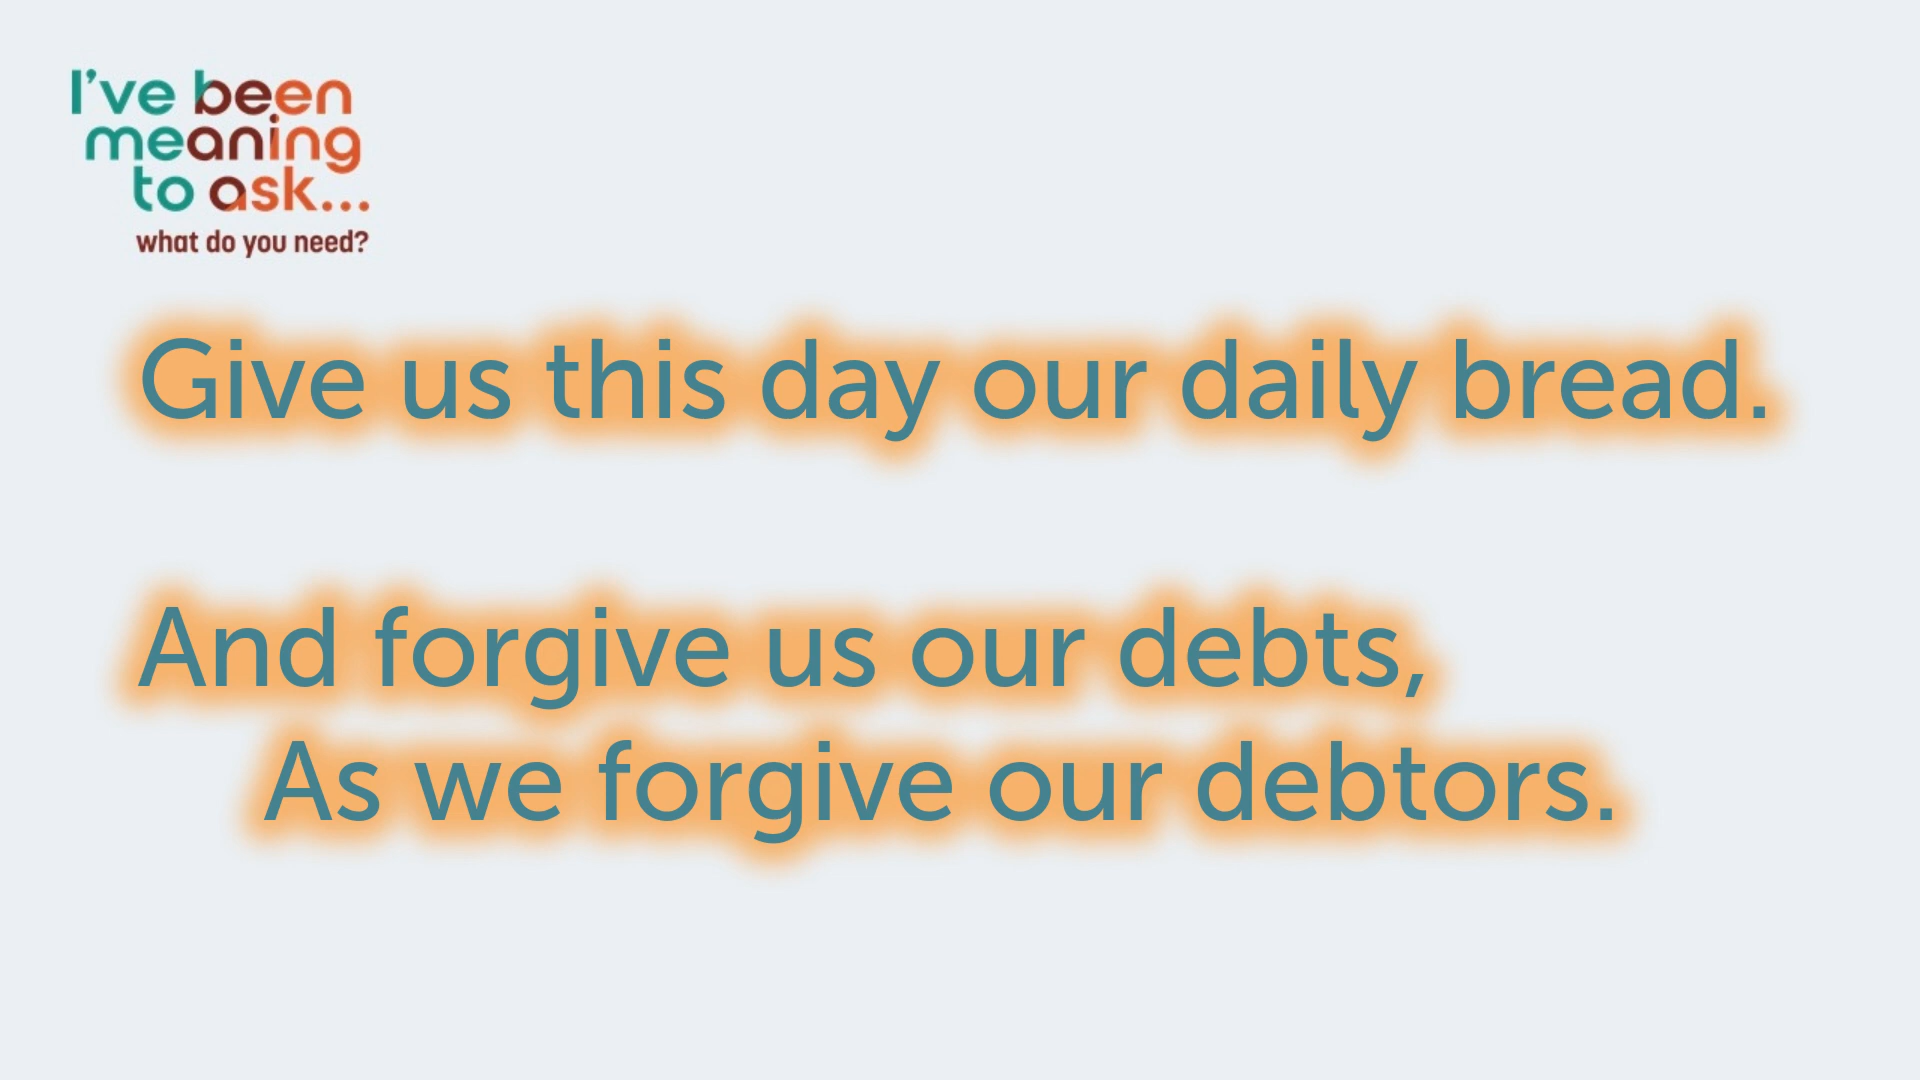 I've been
meaning
to ask...
what do you need?
Give us this day our daily bread.
And forgive us our debts,
As we forgive our debtors.